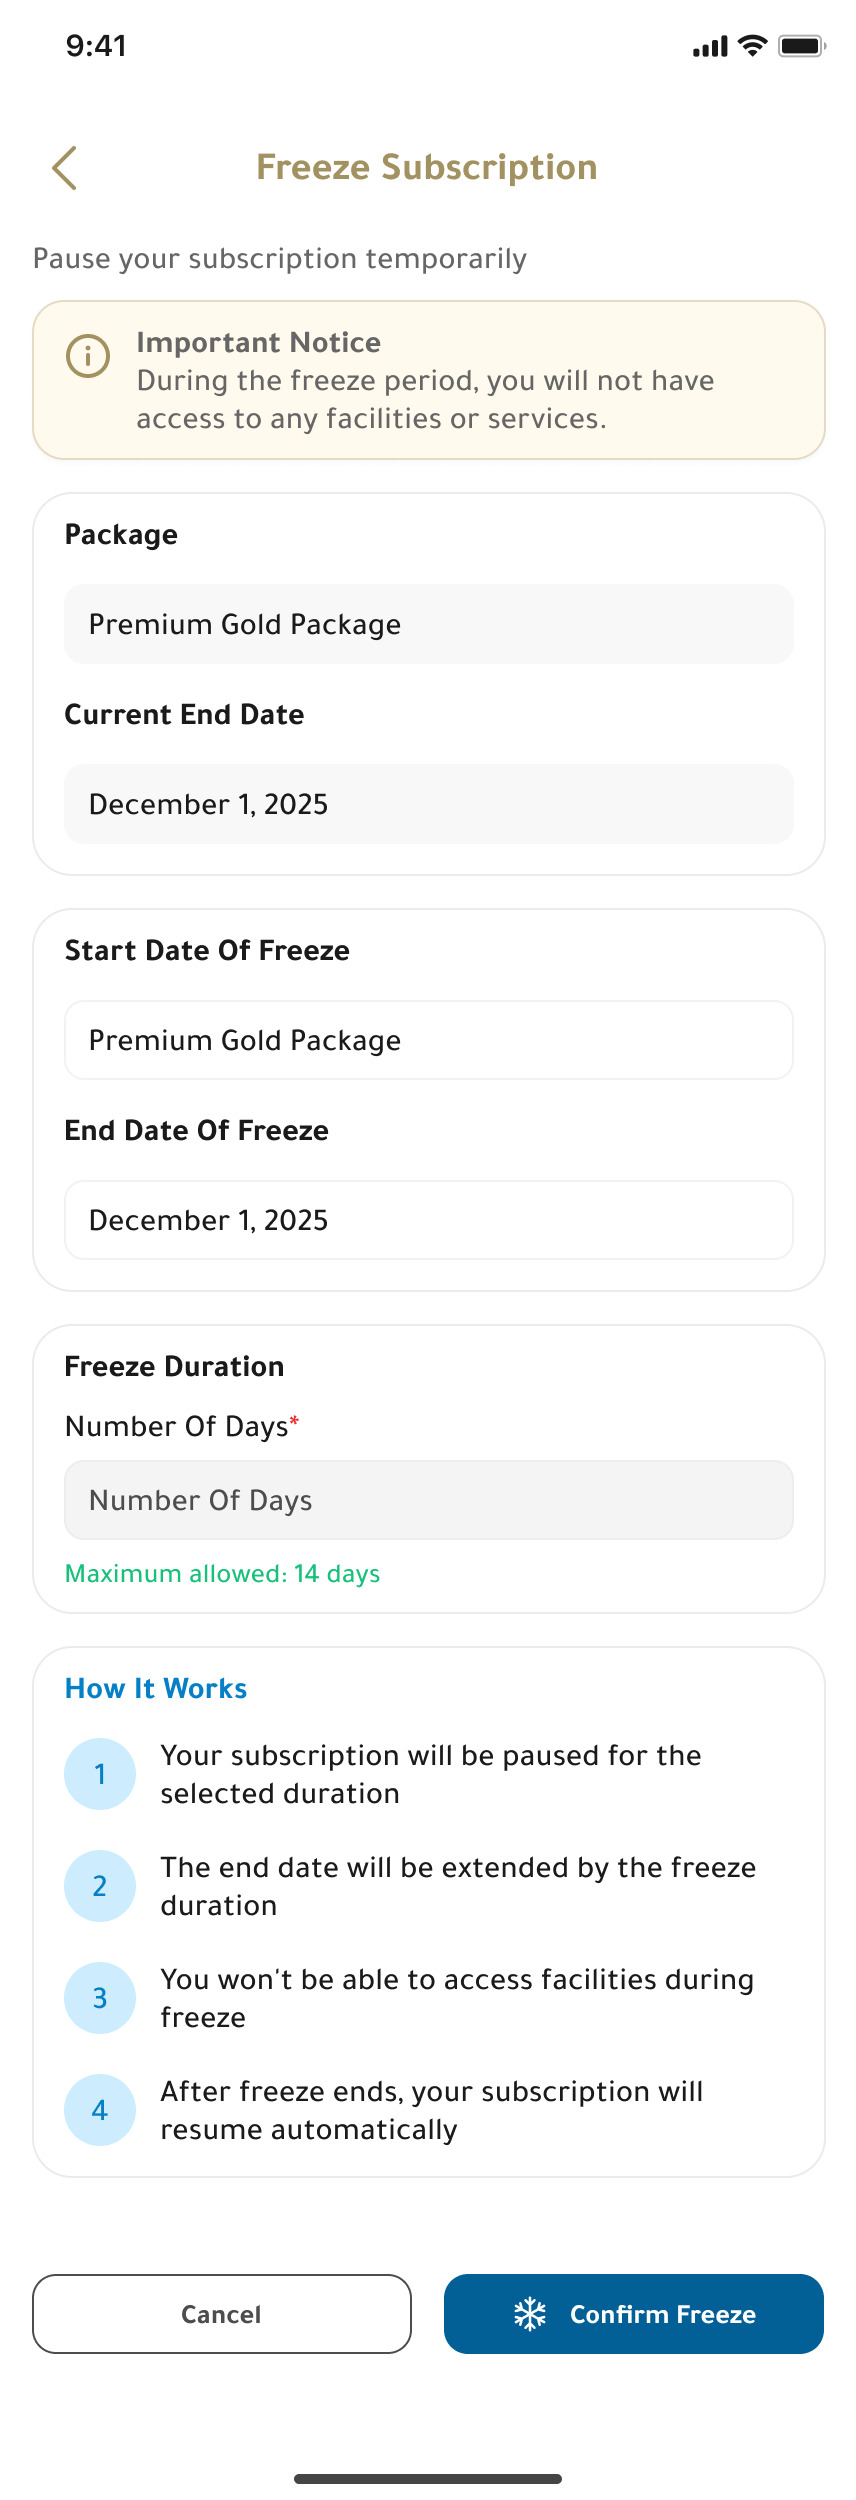 9:41
Freeze Subscription
Pause your subscription temporarily
Important Notice
During the freeze period, you will not have
access to any facilities or services.
Package
Premium Gold Package
Current End Date
December 1, 2025
Start Date Of Freeze
Premium Gold Package
End Date Of Freeze
December 1, 2025
Freeze Duration
Number Of Days*
Number Of Days
Maximum allowed: 14 days
How It Works
1
Your subscription will be paused for the
selected duration
2
The end date will be extended by the freeze
duration
3
You won't be able to access facilities during
freeze
4
After freeze ends, your subscription will
resume automatically
Cancel
Confirm Freeze